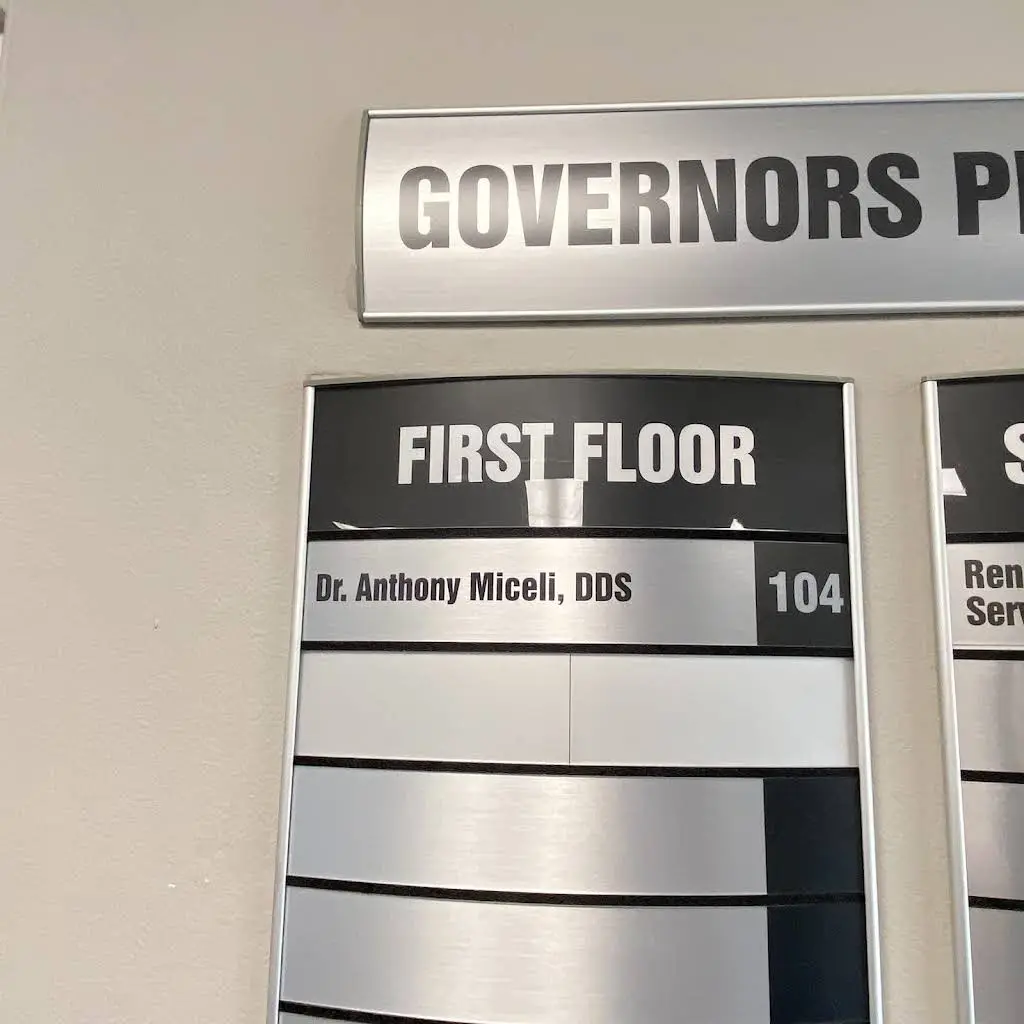 GOVERNORS
FIRST FLOOR
Dr. Anthony Miceli, DDS
104